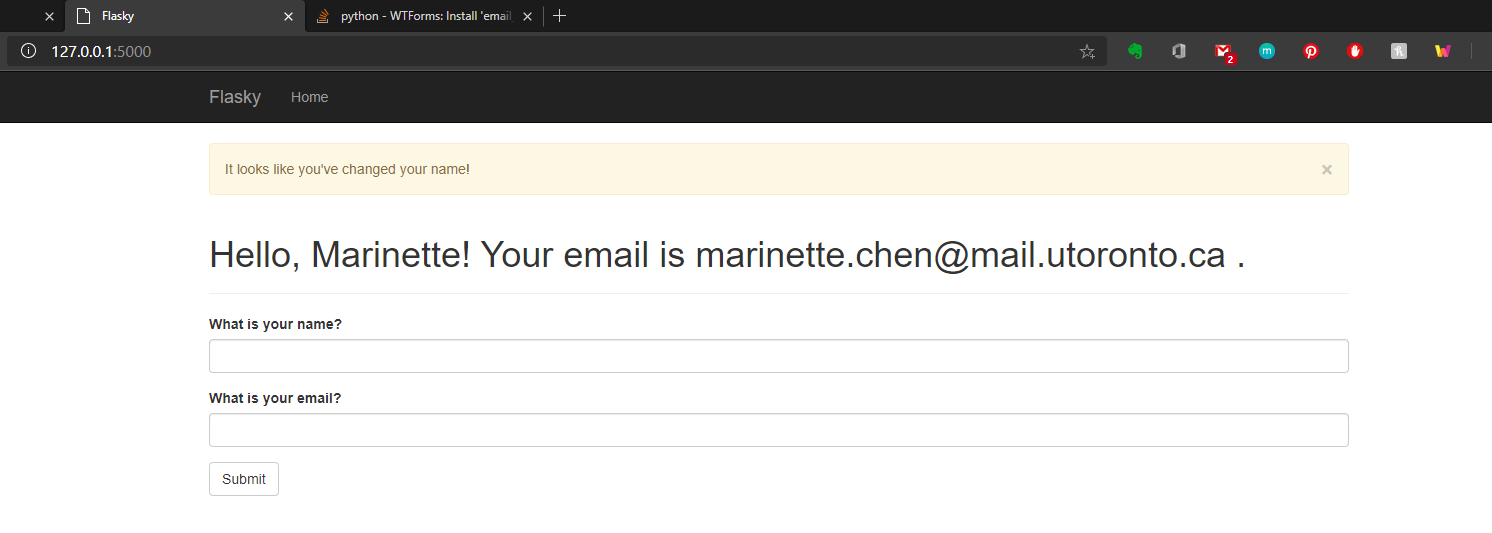 Flasky
python - WTForms: Install 'email
127.0.0.1:5000
2
m
Flasky Home
It looks like you've changed your name!
×
Hello, Marinette! Your email is marinette.chen@mail.utoronto.ca .
What is your name?
What is your email?
Submit